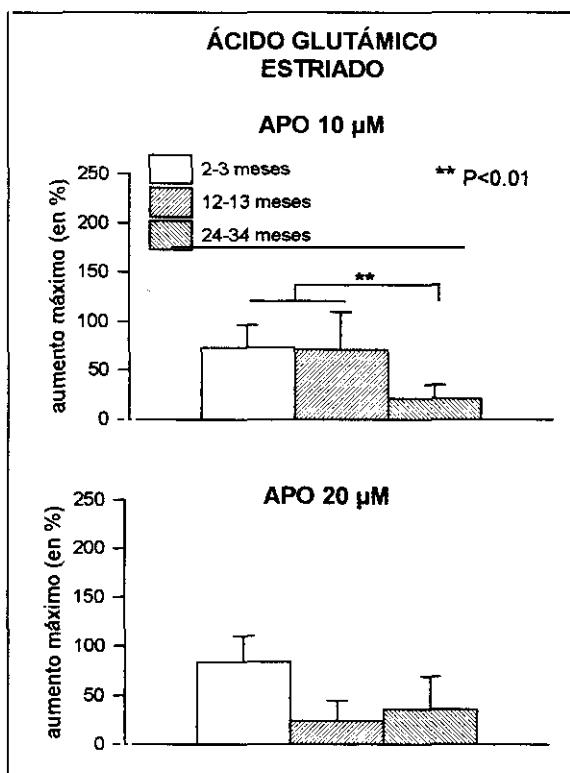 ÁCIDO GLUTÁMICO
ESTRIADO
APO 10 µM
250
200
150
100
50
0
aumento máximo (en %)
2-3 meses
12-13 meses
24-34 meses
** P<0.01
**
APO 20 µM
250
200
150
100
50
0
aumento máximo (en %)